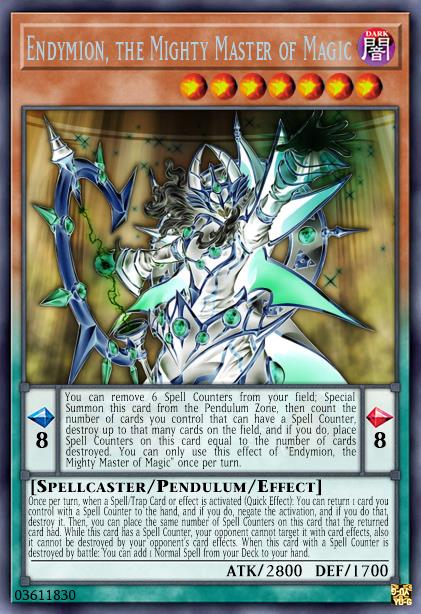 ENDYMION, THE MIGHTY MASTER OF MAGIC
DARK
闇
You can remove 6 Spell Counters from your field; Special
Summon this card from the Pendulum Zone, then count the
number of cards you control that can have a Spell Counter,
destroy up to that many cards on the field, and if you do, place
Spell Counters on this card equal to the number of cards
destroyed. You can only use this effect of "Endymion, the
Mighty Master of Magic" once per turn.
8
8
[SPELLCASTER/PENDULUM/EFFECT]
Once per turn, when a Spell/Trap Card or effect is activated (Quick Effect): You can return 1 card you
control with a Spell Counter to the hand, and if you do, negate the activation, and if you do that,
destroy it. Then, you can place the same number of Spell Counters on this card that the returned
card had. While this card has a Spell Counter, your opponent cannot target it with card effects, also
it cannot be destroyed by your opponent's card effects. When this card with a Spell Counter is
destroyed by battle: You can add 1 Normal Spell from your Deck to your hand.
ATK/2800 DEF/1700
03611830